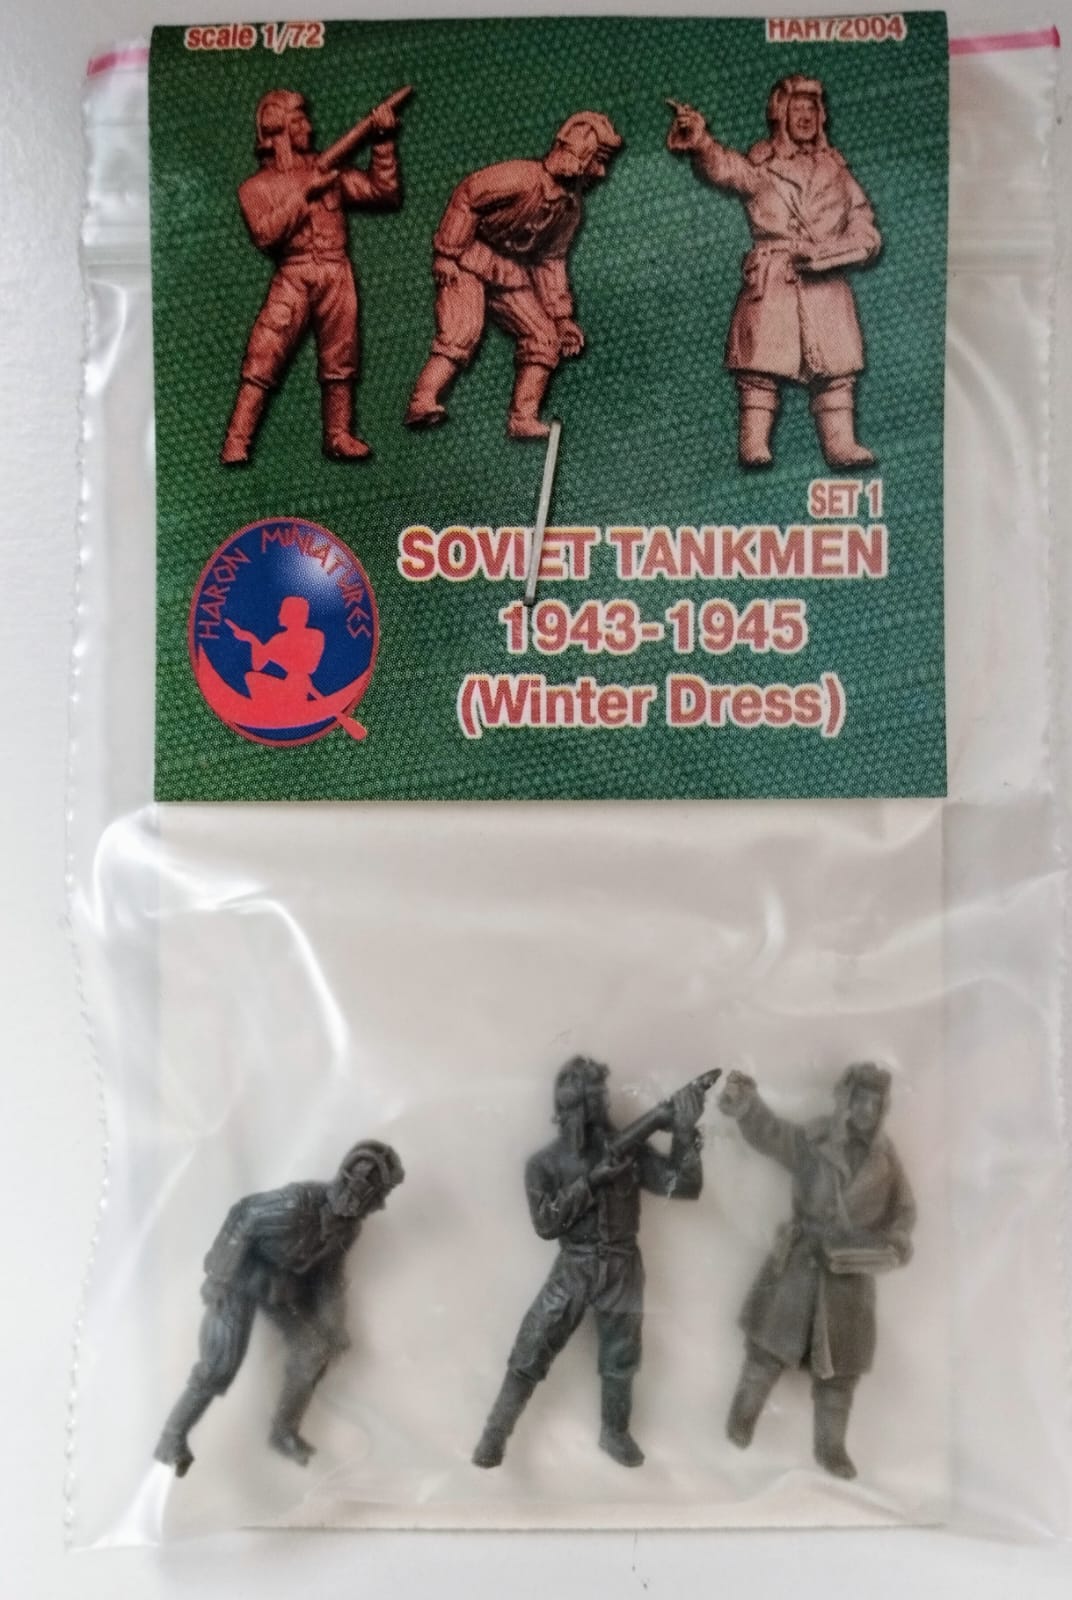 scale 1/72
HAR72004
SET 1
SOVIET TANKMEN
1943-1945
(Winter Dress)
HARON MINIATURES